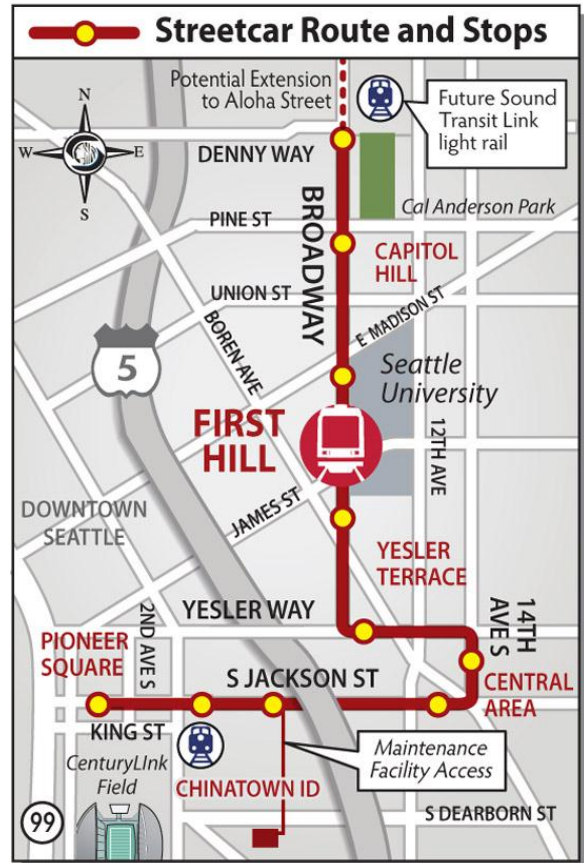 Streetcar Route and Stops
Potential Extension
to Aloha Street
Future Sound
Transit Link
light rail
N
W
E
S
DENNY WAY
BROADWAY
Cal Anderson Park
PINE ST
CAPITOL
HILL
UNION ST
E MADISON ST
BOREN AVE
5
Seattle
University
FIRST
HILL
12TH AVE
DOWNTOWN
SEATTLE
JAMES ST
YESLER
TERRACE
YESLER WAY
14TH
AVE S
2ND AVE S
PIONEER
SQUARE
S JACKSON ST
CENTRAL
AREA
KING ST
CenturyLInk
Field
CHINATOWN ID
Maintenance
Facility Access
99
S DEARBORN ST